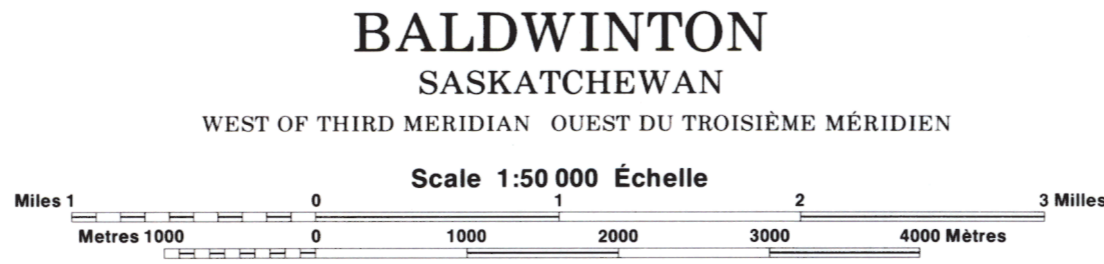 BALDWINTON
SASKATCHEWAN
WEST OF THIRD MERIDIAN OUEST DU TROISIÈME MÉRIDIEN
Scale 1:50 000 Échelle
Miles 1 0 1 2 3 Milles
Metres 1000 0 1000 2000 3000 4000 Mètres